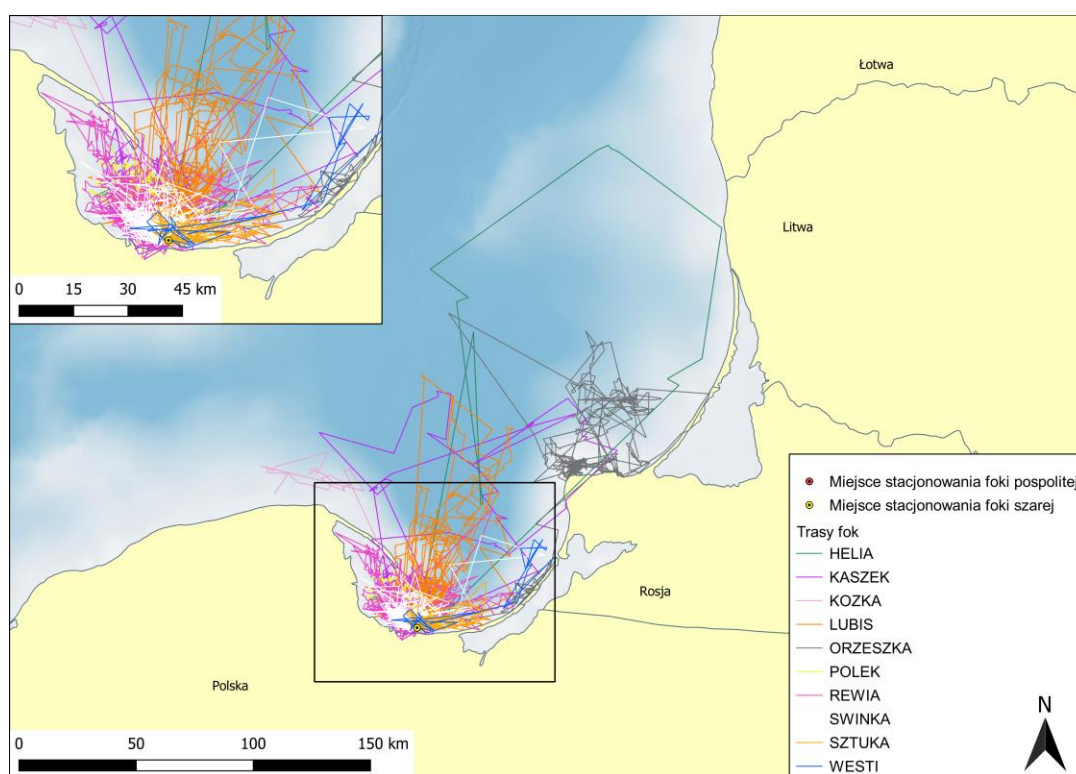 Łotwa
Litwa
Rosja
Polska
0 15 30 45 km
0 50 100 150 km
Miejsce stacjonowania foki pospolitej
Miejsce stacjonowania foki szarej
Trasy fok
HELIA
KASZEK
KOZKA
LUBIS
ORZESZKA
POLEK
REWIA
SWINKA
SZTUKA
WESTI
N